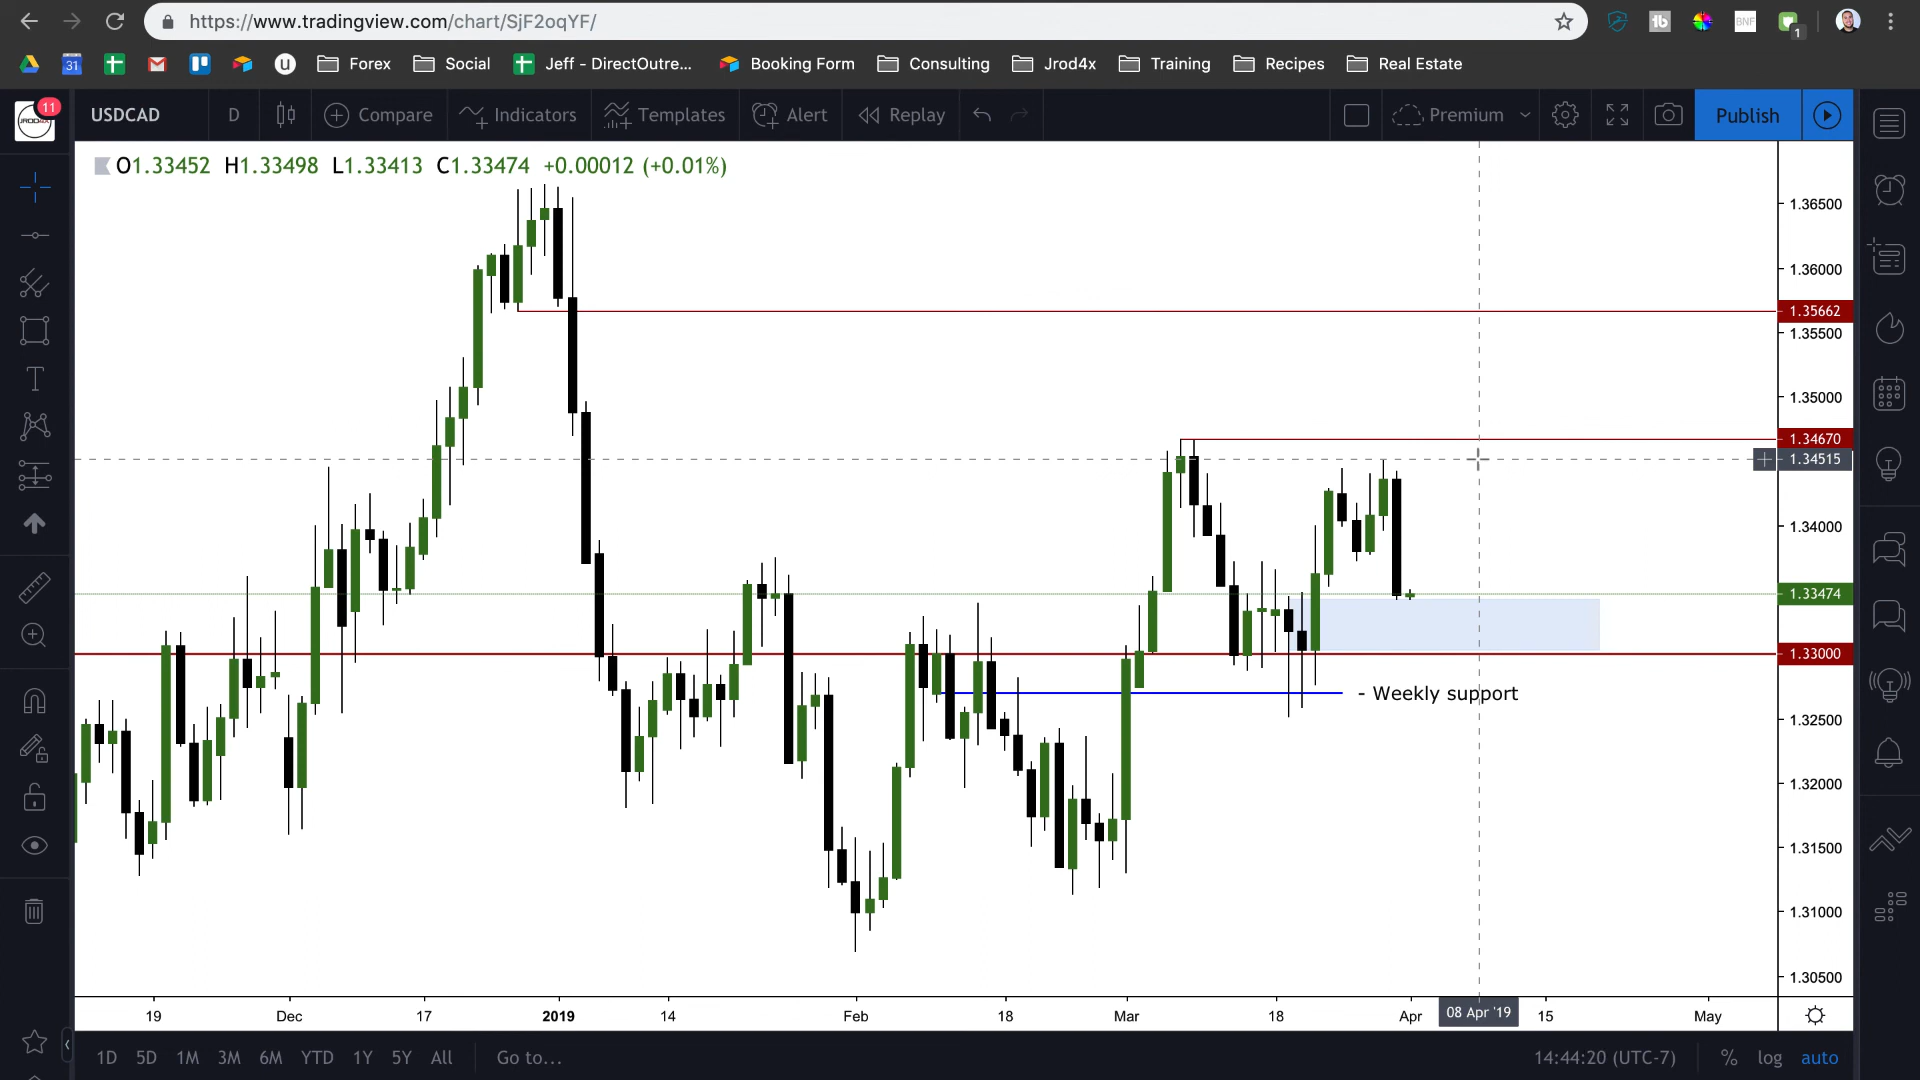 https://www.tradingview.com/chart/SjF2oqYF/
1
31 Forex Social Jeff - DirectOutre... Booking Form Consulting Jrod4x Training Recipes Real Estate
11
USDCAD D Compare Indicators Templates Alert Replay Premium Publish
O1.33452 H1.33498 L1.33413 C1.33474 +0.00012 (+0.01%)
1.36500
1.36000
1.35662
1.35500
1.35000
1.34670
1.34515
1.34000
1.33474
1.33000
- Weekly support
1.32500
1.32000
1.31500
1.31000
1.30500
19 Dec 17 2019 14 Feb 18 Mar 18 Apr 08 Apr '19 15 May
1D 5D 1M 3M 6M YTD 1Y 5Y All Go to... 14:44:20 (UTC-7) % log auto